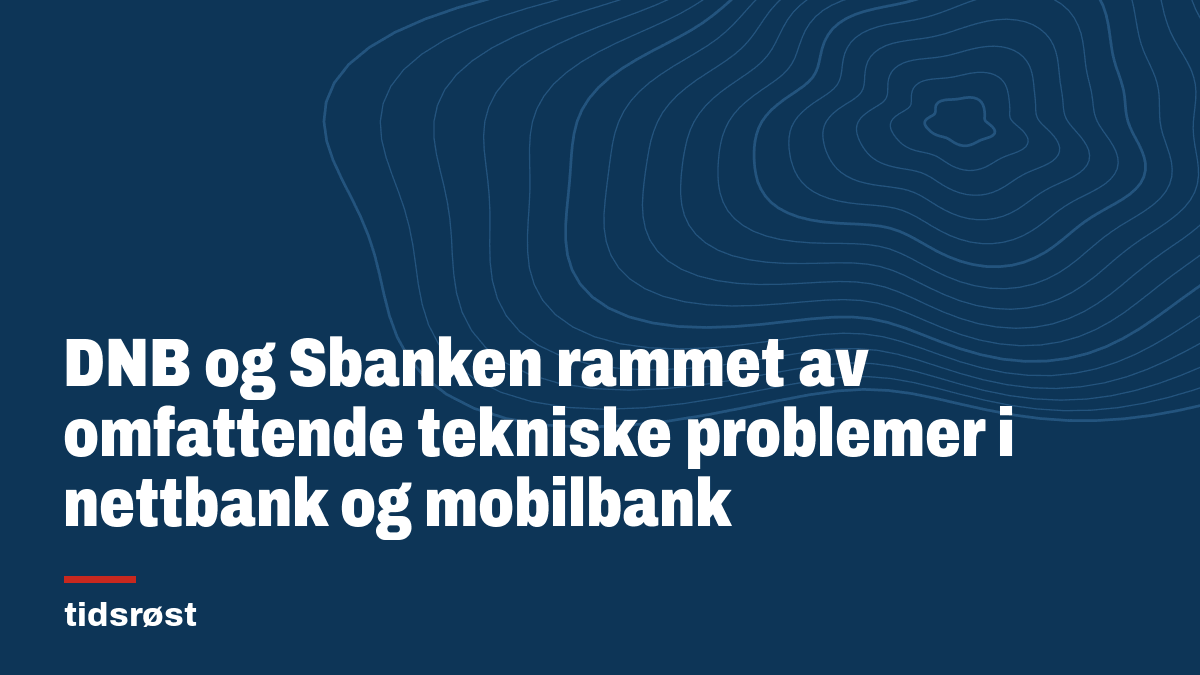 DNB og Sbanken rammet av
omfattende tekniske problemer i
nettbank og mobilbank
tidsrøst